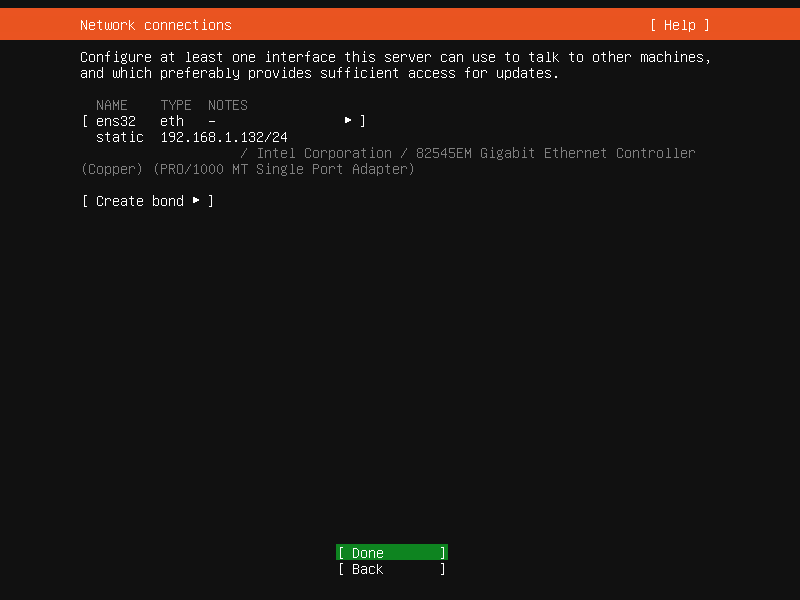 Network connections [ Help ]
Configure at least one interface this server can use to talk to other machines,
and which preferably provides sufficient access for updates.
NAME TYPE NOTES
[ ens32 eth – ▸ ]
static 192.168.1.132/24
/ Intel Corporation / 82545EM Gigabit Ethernet Controller
(Copper) (PRO/1000 MT Single Port Adapter)
[ Create bond ▸ ]
[ Done ]
[ Back ]